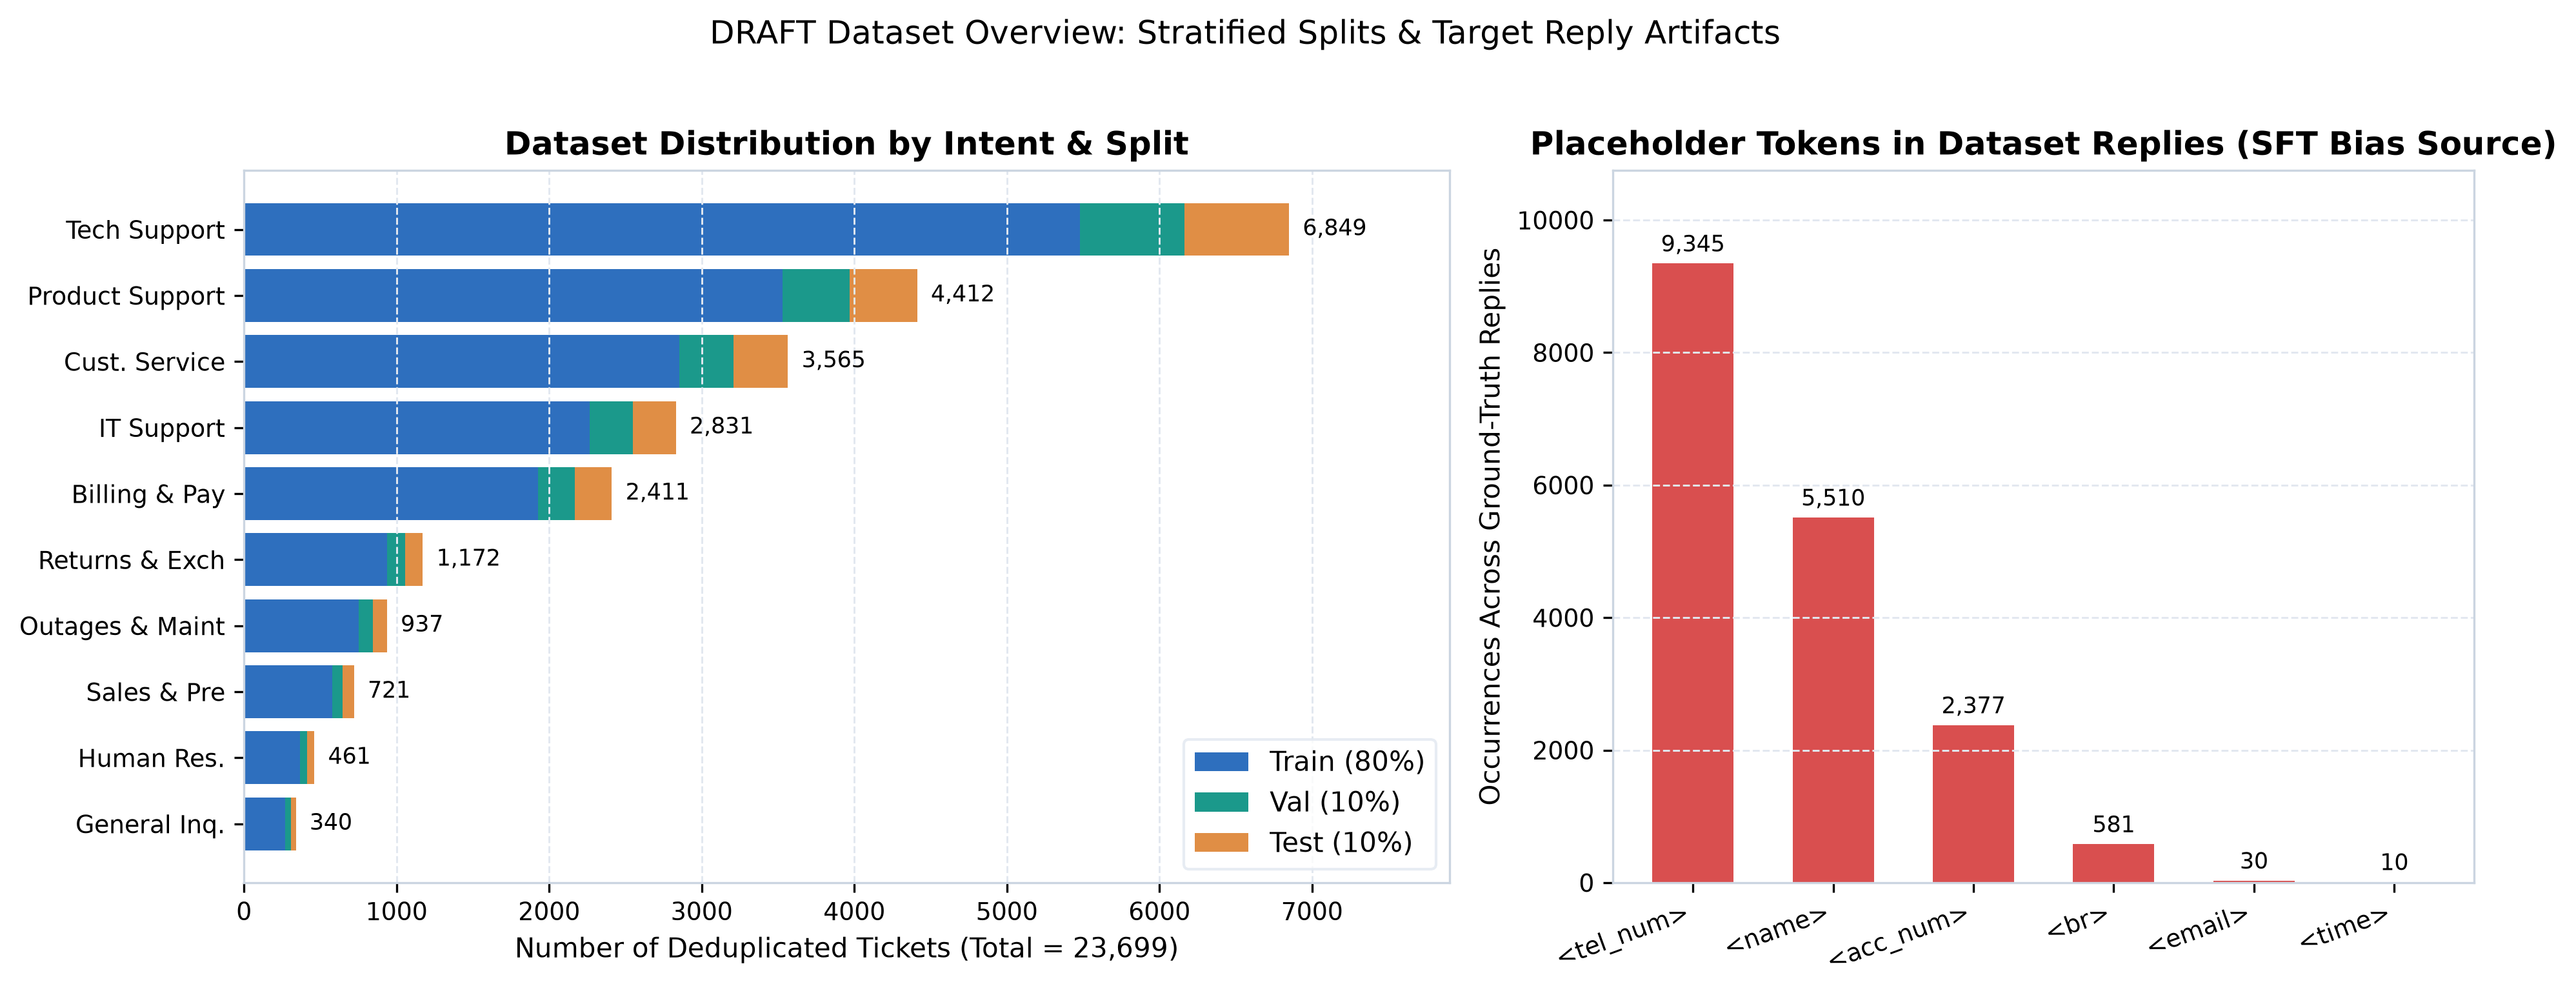 DRAFT Dataset Overview: Stratified Splits & Target Reply Artifacts
Dataset Distribution by Intent & Split
Tech Support
6,849
Product Support
4,412
Cust. Service
3,565
IT Support
2,831
Billing & Pay
2,411
Returns & Exch
1,172
Outages & Maint
937
Sales & Pre
721
Human Res.
461
General Inq.
340
Train (80%)
Val (10%)
Test (10%)
0 1000 2000 3000 4000 5000 6000 7000
Number of Deduplicated Tickets (Total = 23,699)
Placeholder Tokens in Dataset Replies (SFT Bias Source)
Occurrences Across Ground-Truth Replies
10000
8000
6000
4000
2000
0
9,345
5,510
2,377
581
30
10
<tel_num>
<name>
<acc_num>
<br>
<email>
<time>